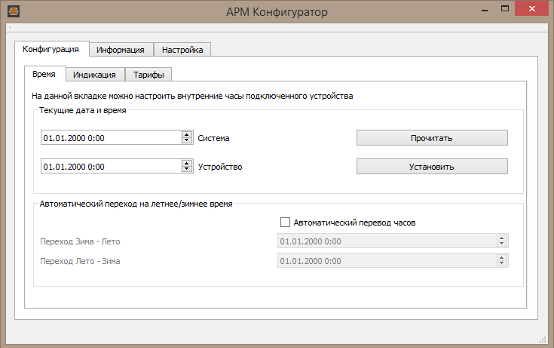 АРМ Конфигуратор
Конфигурация Информация Настройка
Время Индикация Тарифы
На данной вкладке можно настроить внутренние часы подключенного устройства
Текущие дата и время
01.01.2000 0:00 Система Прочитать
01.01.2000 0:00 Устройство Установить
Автоматический переход на летнее/зимнее время
Автоматический перевод часов
Переход Зима - Лето 01.01.2000 0:00
Переход Лето - Зима 01.01.2000 0:00